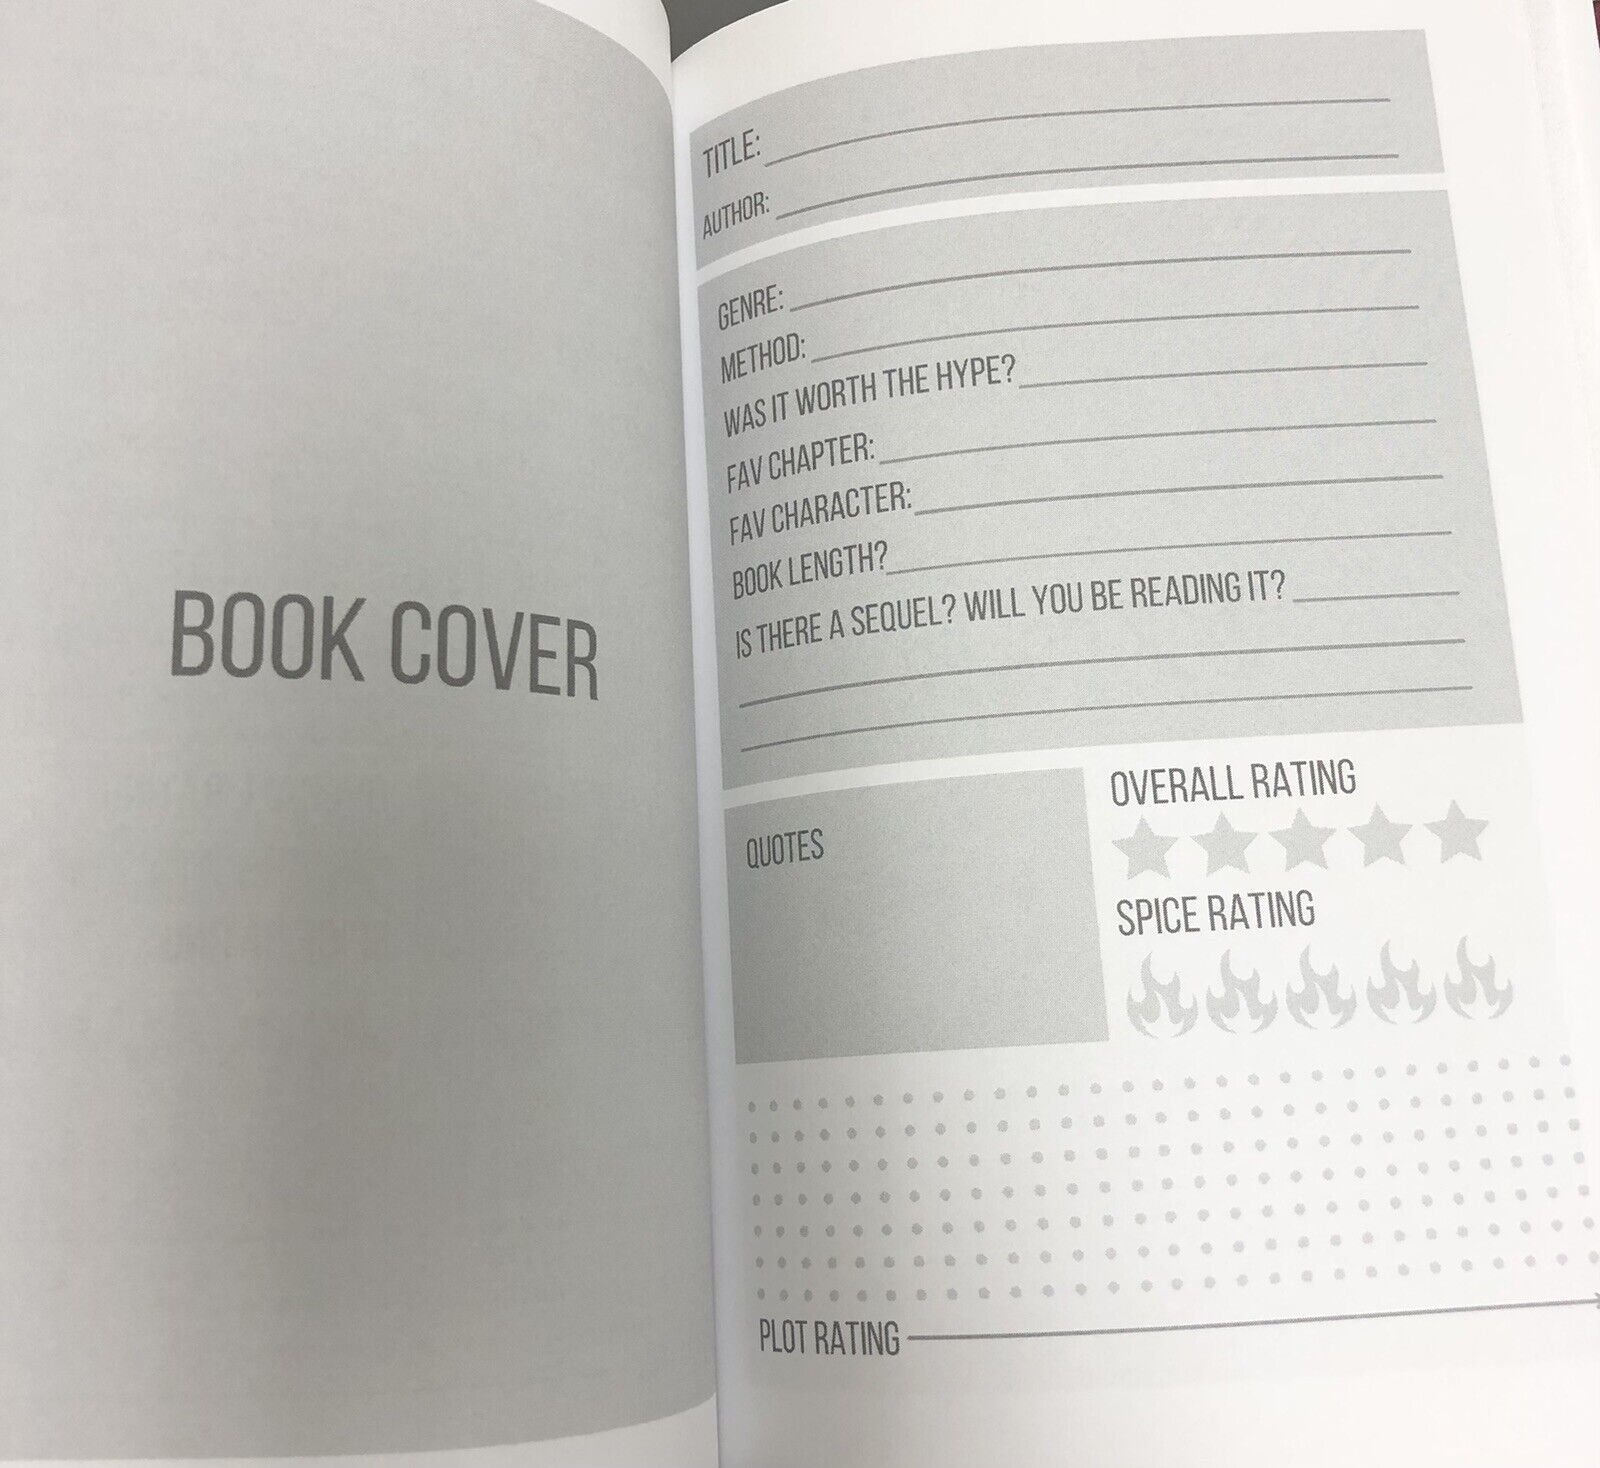 BOOK COVER
TITLE:
AUTHOR:
GENRE:
METHOD:
WAS IT WORTH THE HYPE?
FAV CHAPTER:
FAV CHARACTER:
BOOK LENGTH?
IS THERE A SEQUEL? WILL YOU BE READING IT?
QUOTES
OVERALL RATING
SPICE RATING
PLOT RATING